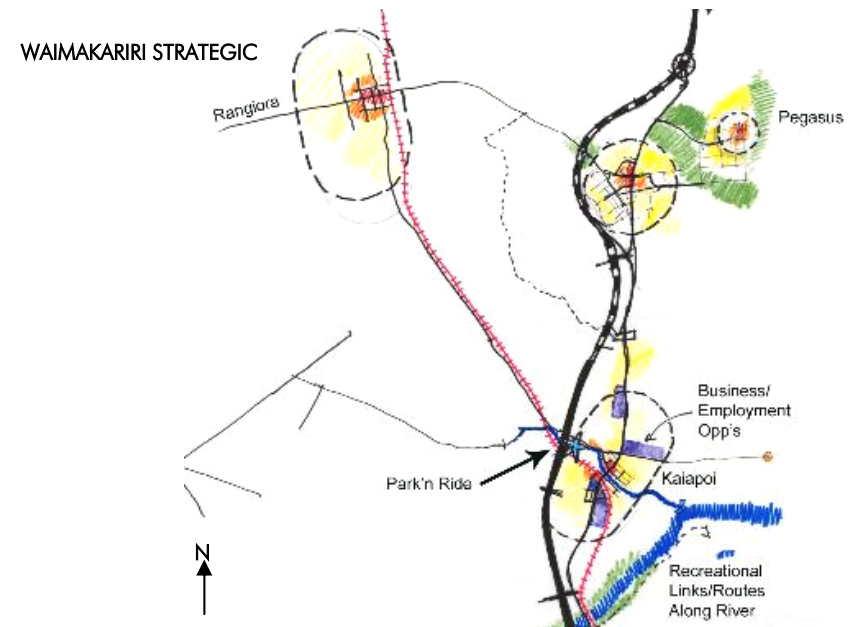 WAIMAKARIRI STRATEGIC
Rangiora
Pegasus
Business/
Employment
Opp's
Park'n Ride
Kaiapoi
N
Recreational
Links/Routes
Along River